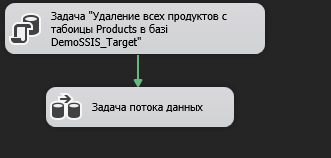 Задача "Удаление всех продуктов с
табоицы Products в базі
DemoSSIS_Target"
Задача потока данных